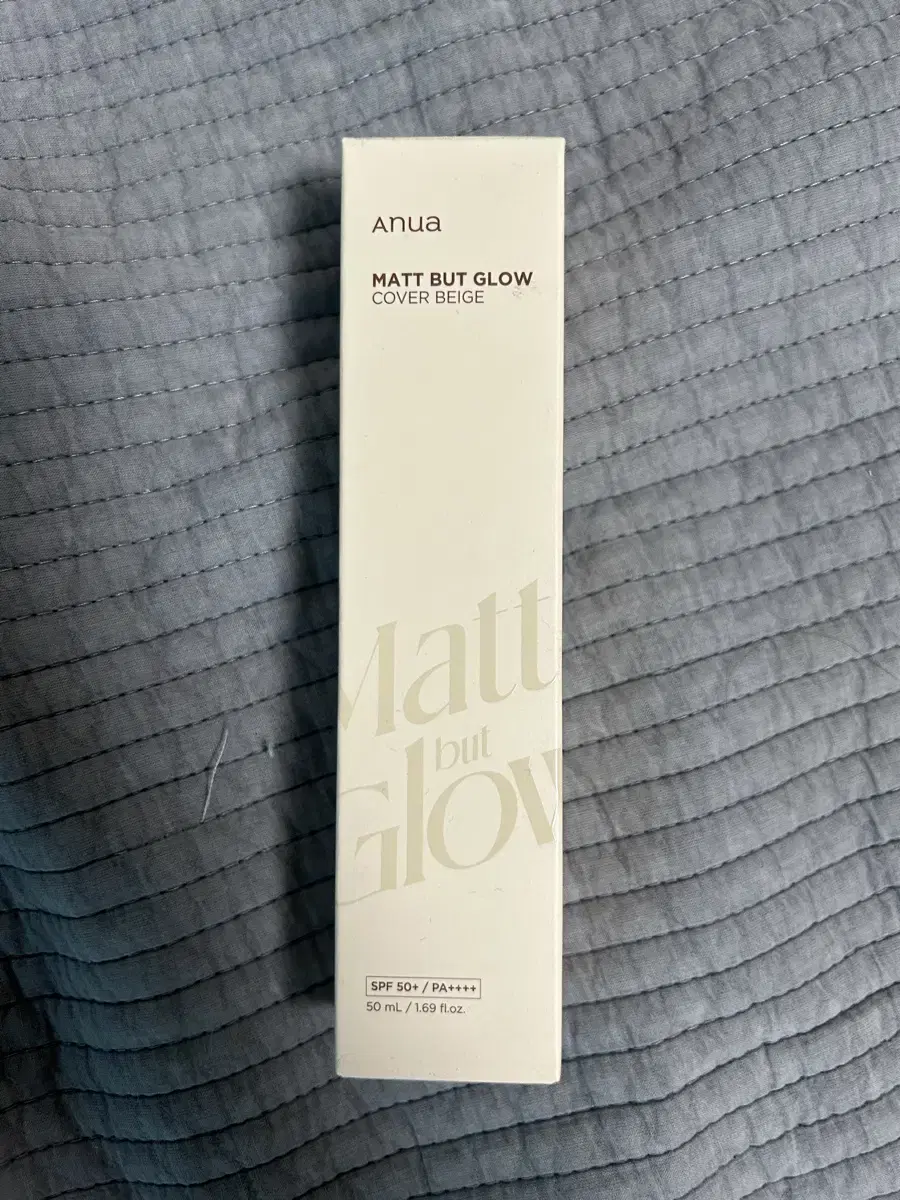 Anua
MATT BUT GLOW
COVER BEIGE
Matt
but
Glow
SPF 50+ / PA++++
50 mL / 1.69 fl.oz.